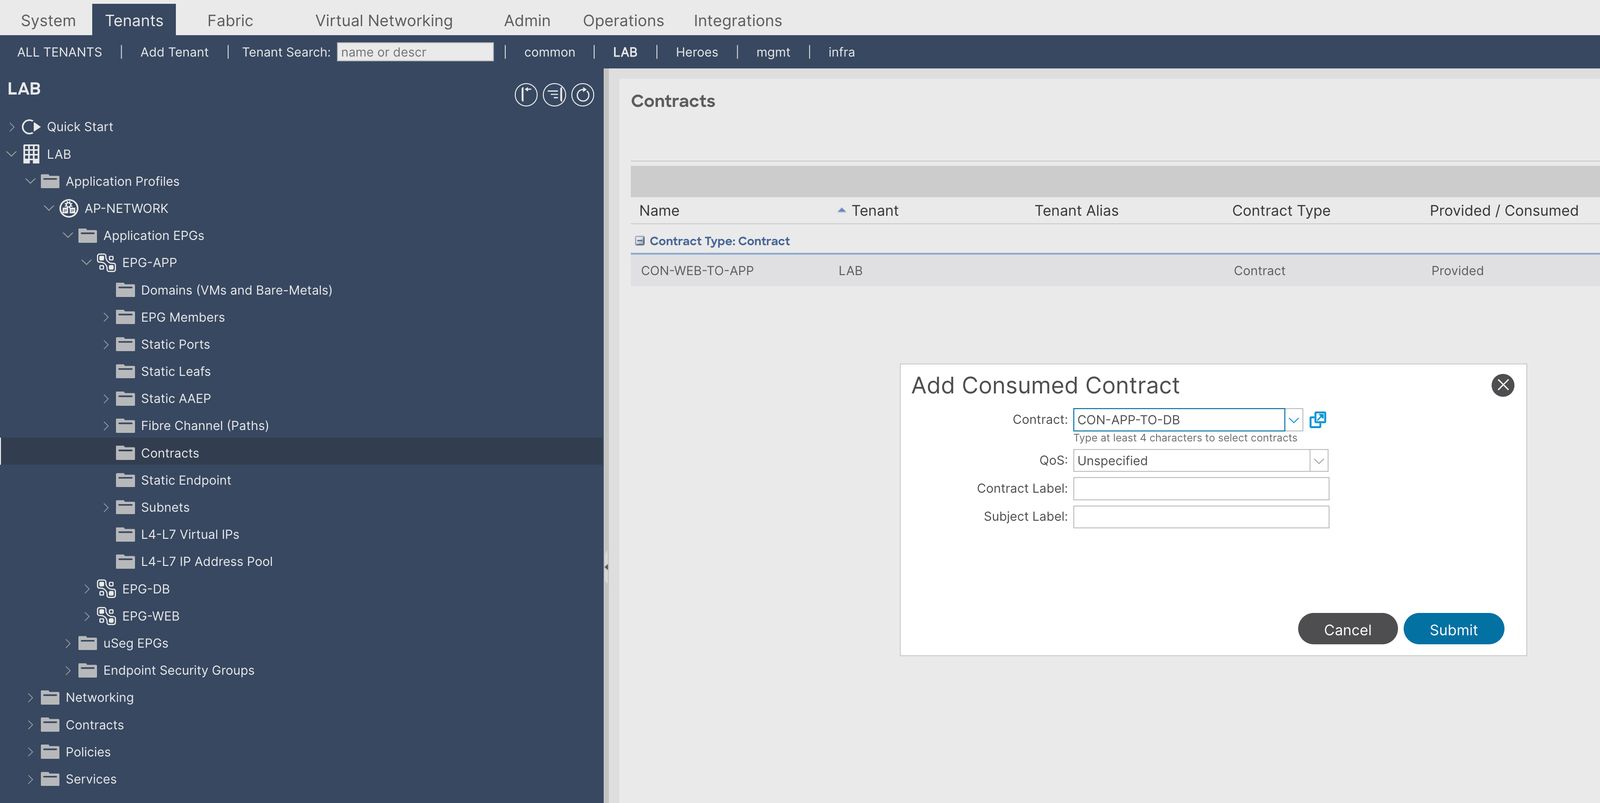 System Tenants Fabric Virtual Networking Admin Operations Integrations
ALL TENANTS | Add Tenant | Tenant Search: name or descr | common | LAB | Heroes | mgmt | infra
LAB
Quick Start
LAB
Application Profiles
AP-NETWORK
Application EPGs
EPG-APP
Domains (VMs and Bare-Metals)
EPG Members
Static Ports
Static Leafs
Static AAEP
Fibre Channel (Paths)
Contracts
Static Endpoint
Subnets
L4-L7 Virtual IPs
L4-L7 IP Address Pool
EPG-DB
EPG-WEB
uSeg EPGs
Endpoint Security Groups
Networking
Contracts
Policies
Services
Contracts
Name Tenant Tenant Alias Contract Type Provided / Consumed
Contract Type: Contract
CON-WEB-TO-APP LAB Contract Provided
Add Consumed Contract
Contract: CON-APP-TO-DB
Type at least 4 characters to select contracts
QoS: Unspecified
Contract Label:
Subject Label:
Cancel Submit